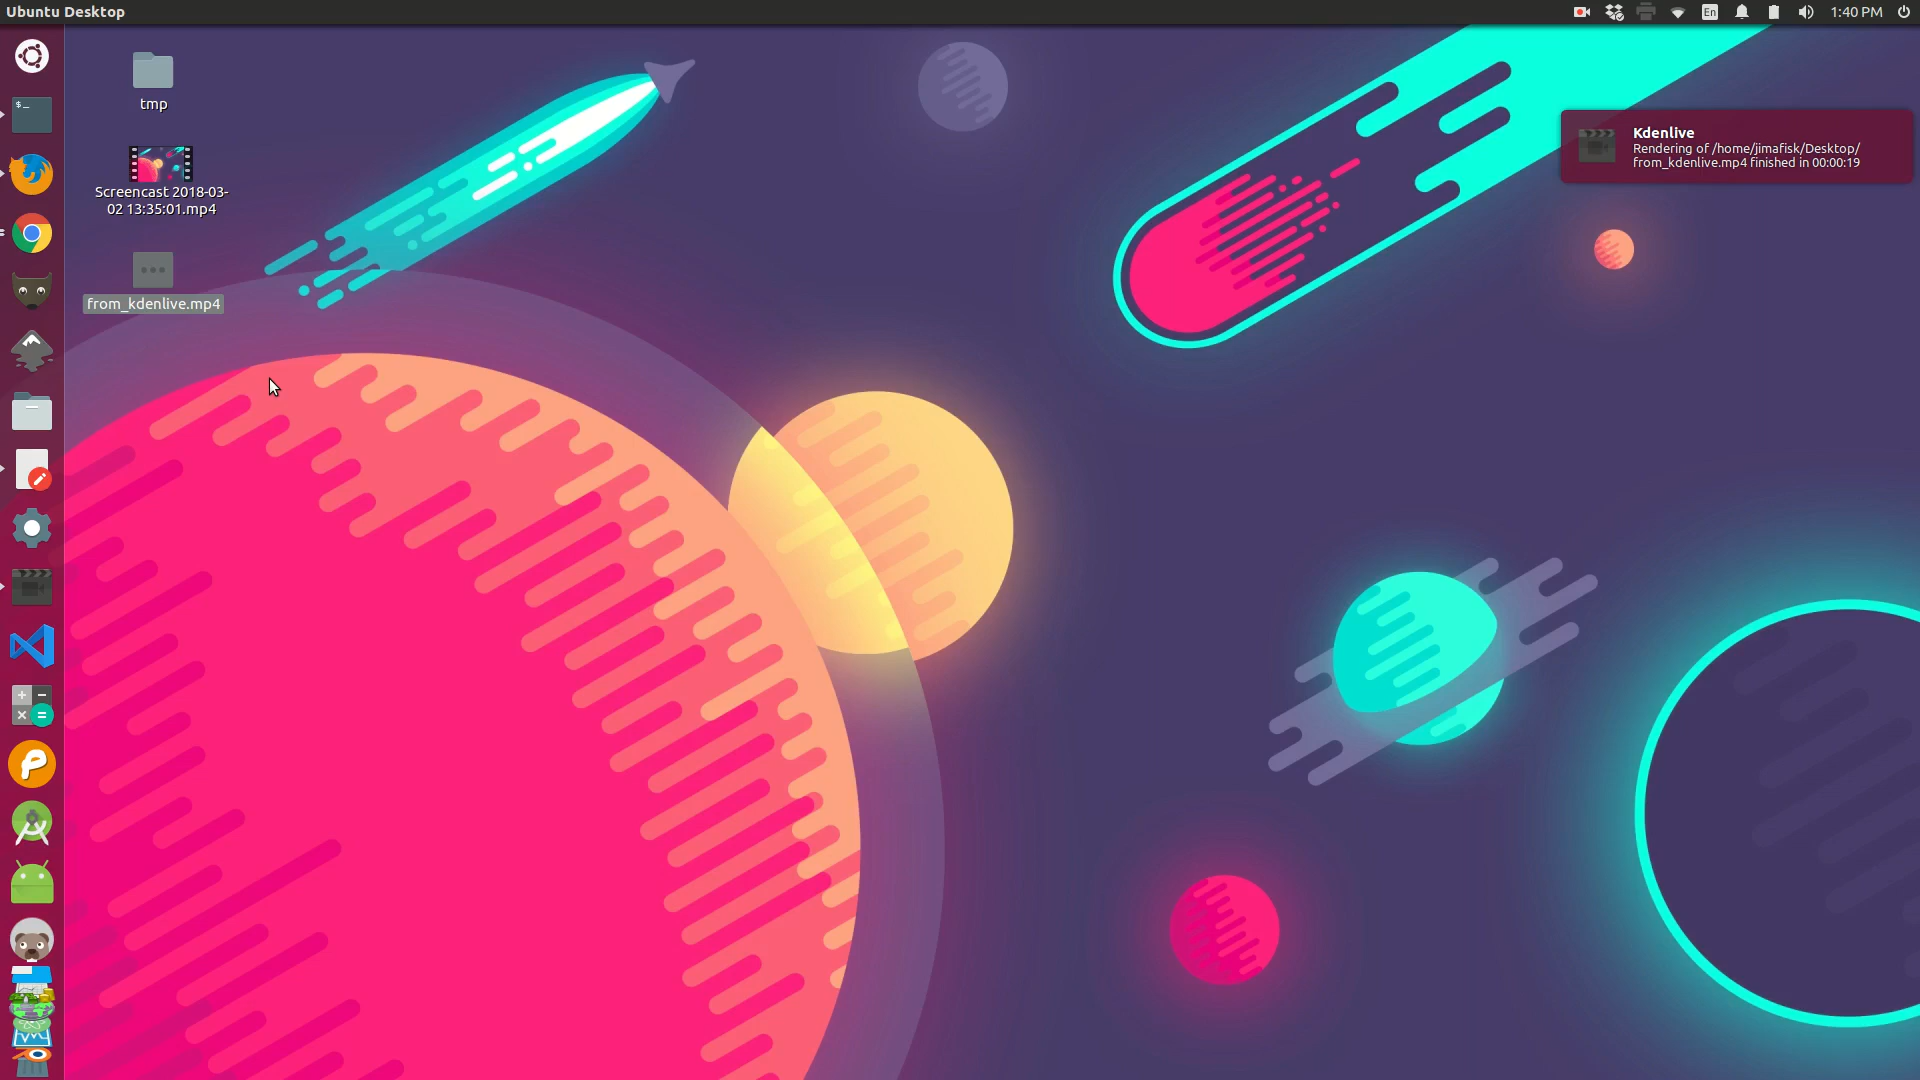 Ubuntu Desktop
En
1:40 PM
tmp
Kdenlive
Rendering of /home/jimafisk/Desktop/
from_kdenlive.mp4 finished in 00:00:19
Screencast 2018-03-
02 13:35:01.mp4
from_kdenlive.mp4
$_